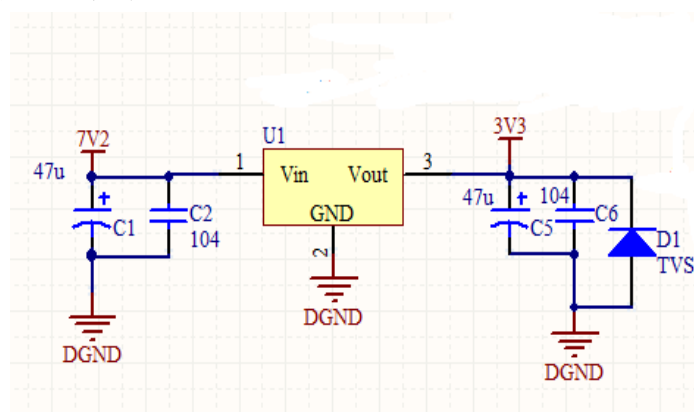 U1
7V2
3V3
47u
1
3
Vin
Vout
47u
104
C2
C1
GND
C5
C6
104
D1
2
TVS
DGND
DGND
DGND